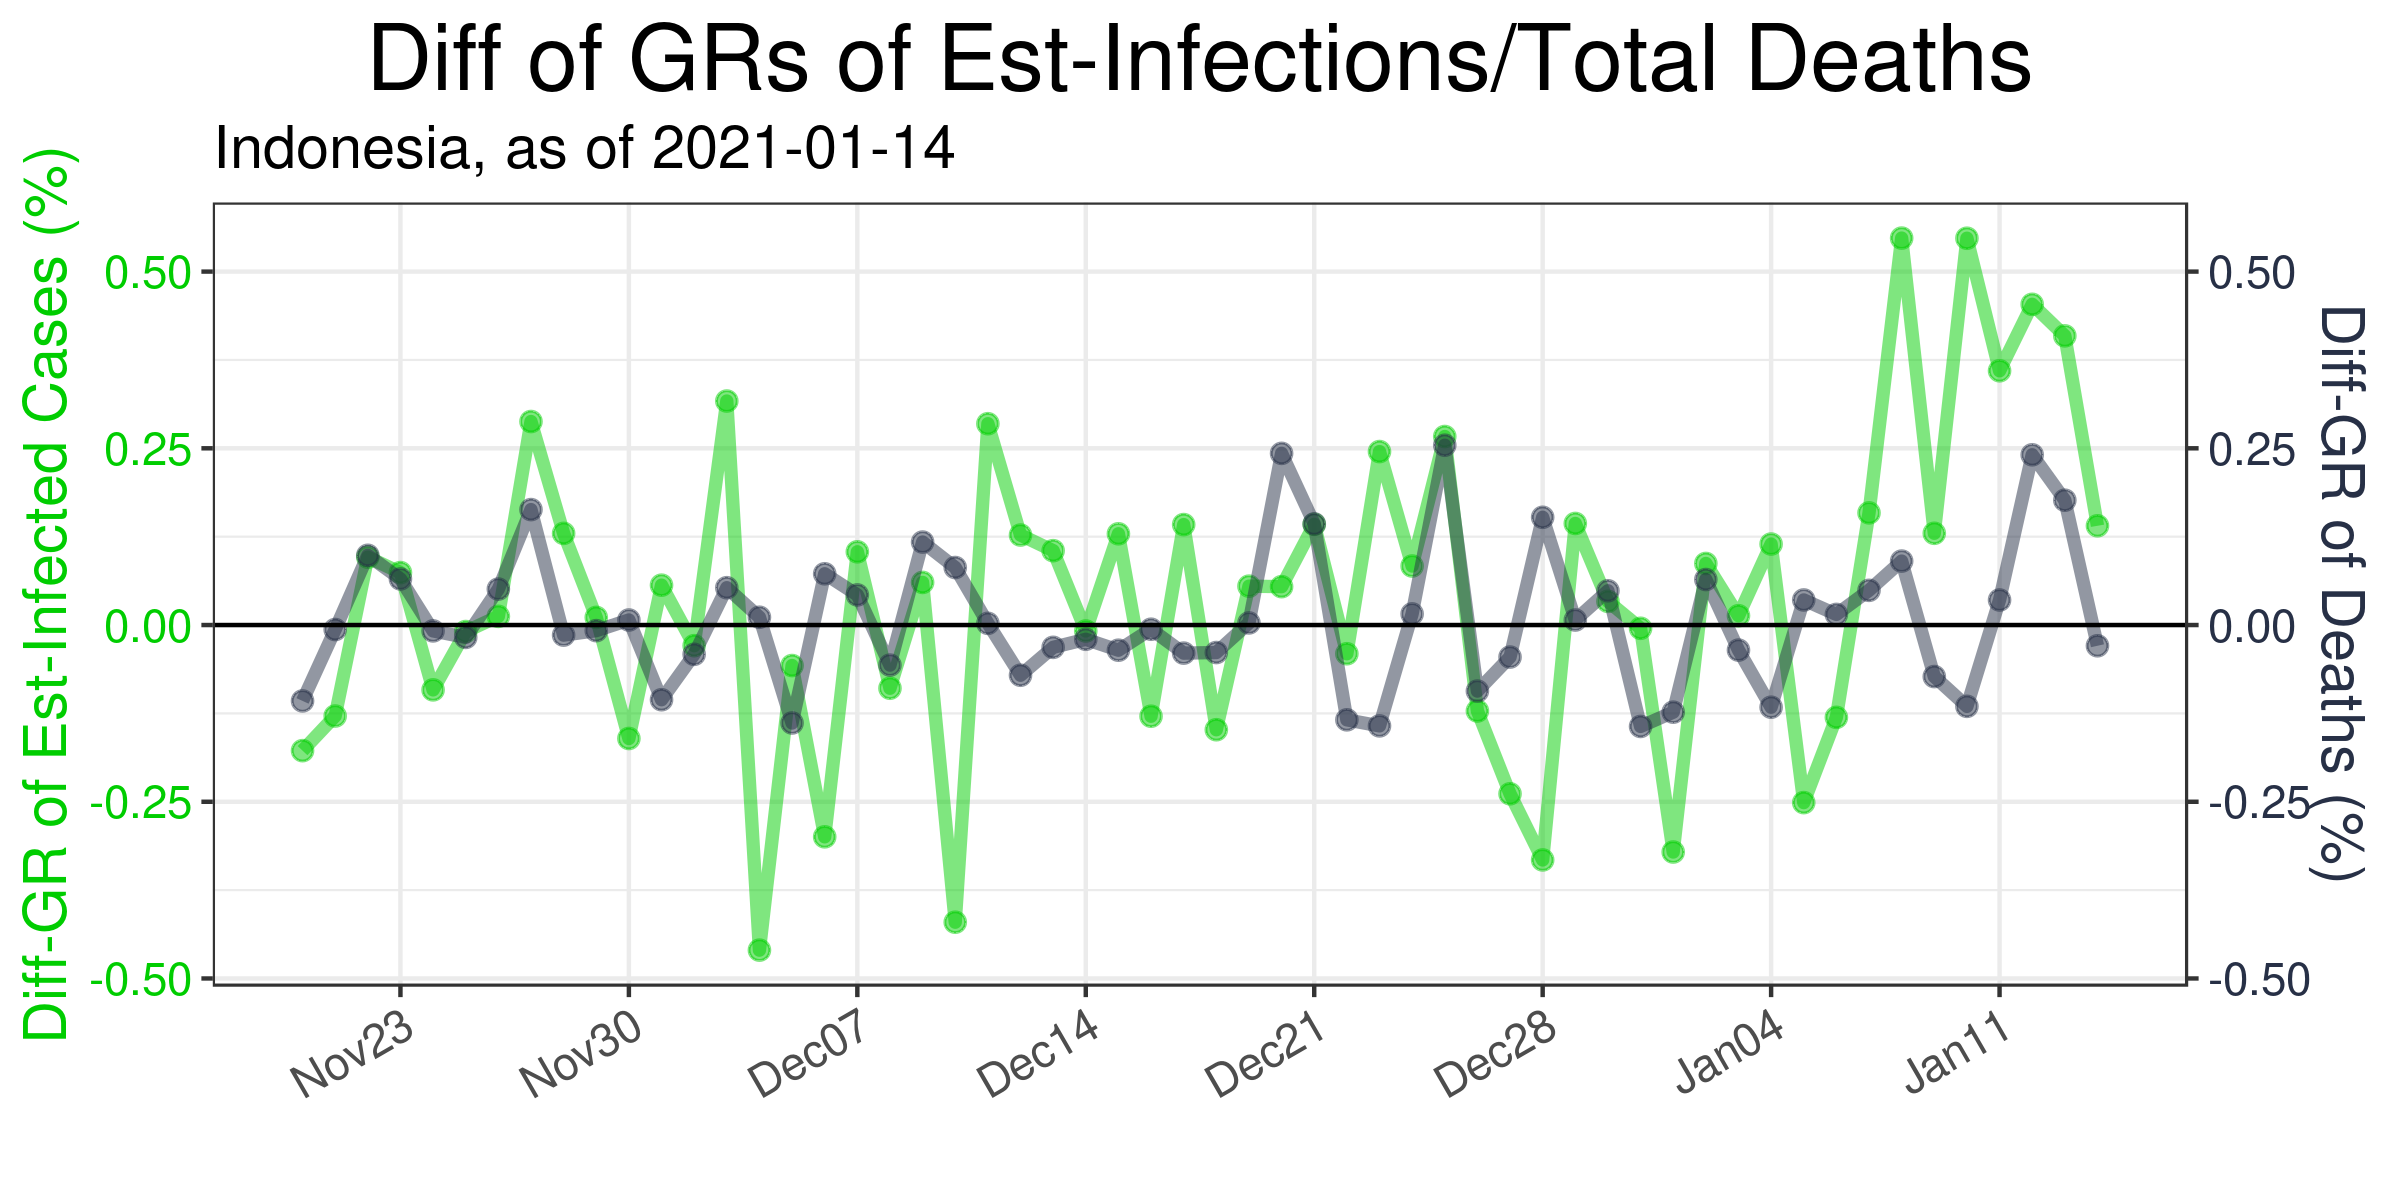 Diff of GRs of Est-Infections/Total Deaths
Indonesia, as of 2021-01-14
Diff-GR of Est-Infected Cases (%)
0.50
0.25
0.00
-0.25
-0.50
0.50
0.25
0.00
-0.25
-0.50
Diff-GR of Deaths (%)
Nov23
Nov30
Dec07
Dec14
Dec21
Dec28
Jan04
Jan11